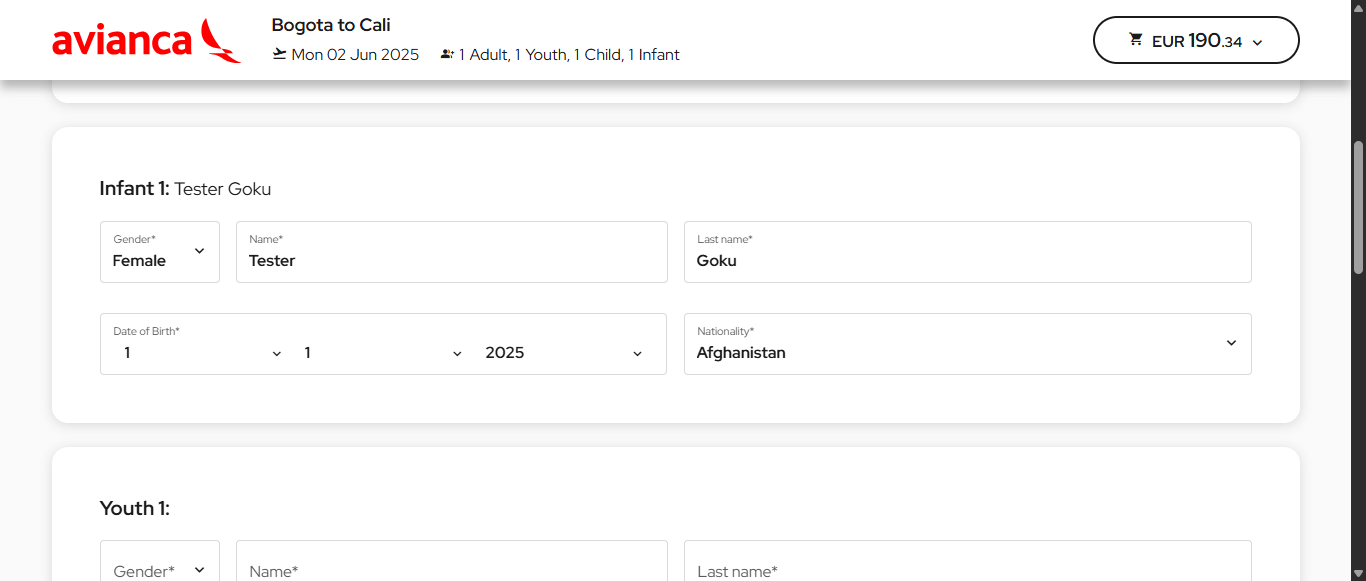 avianca
Bogota to Cali
Mon 02 Jun 2025 1 Adult, 1 Youth, 1 Child, 1 Infant
EUR 190.34
Infant 1: Tester Goku
Gender* Name* Last name*
Female Tester Goku
Date of Birth* Nationality*
1 1 2025 Afghanistan
Youth 1:
Gender* Name* Last name*